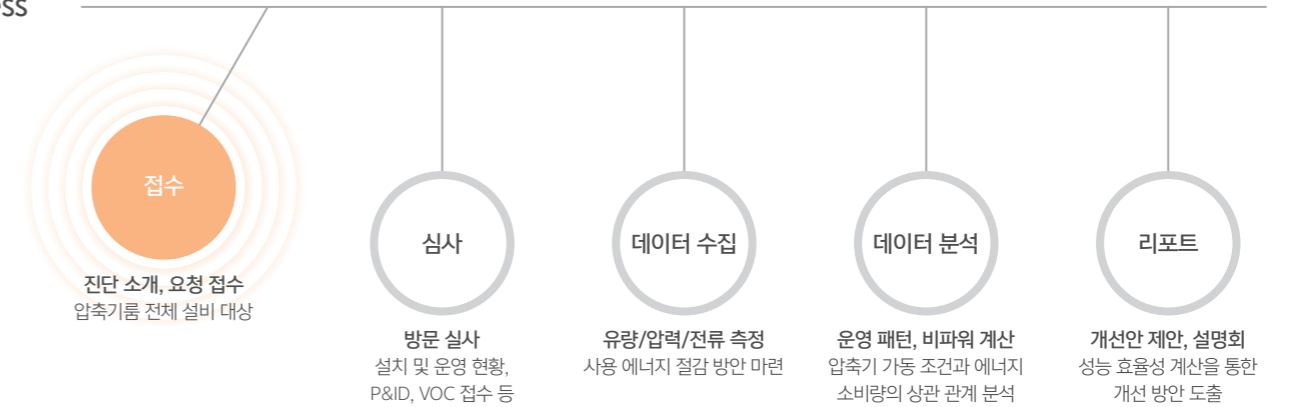 ess
접수
진단 소개, 요청 접수
압축기룸 전체 설비 대상
심사
방문 실사
설치 및 운영 현황,
P&ID, VOC 접수 등
데이터 수집
유량/압력/전류 측정
사용 에너지 절감 방안 마련
데이터 분석
운영 패턴, 비파워 계산
압축기 가동 조건과 에너지
소비량의 상관 관계 분석
리포트
개선안 제안, 설명회
성능 효율성 계산을 통한
개선 방안 도출